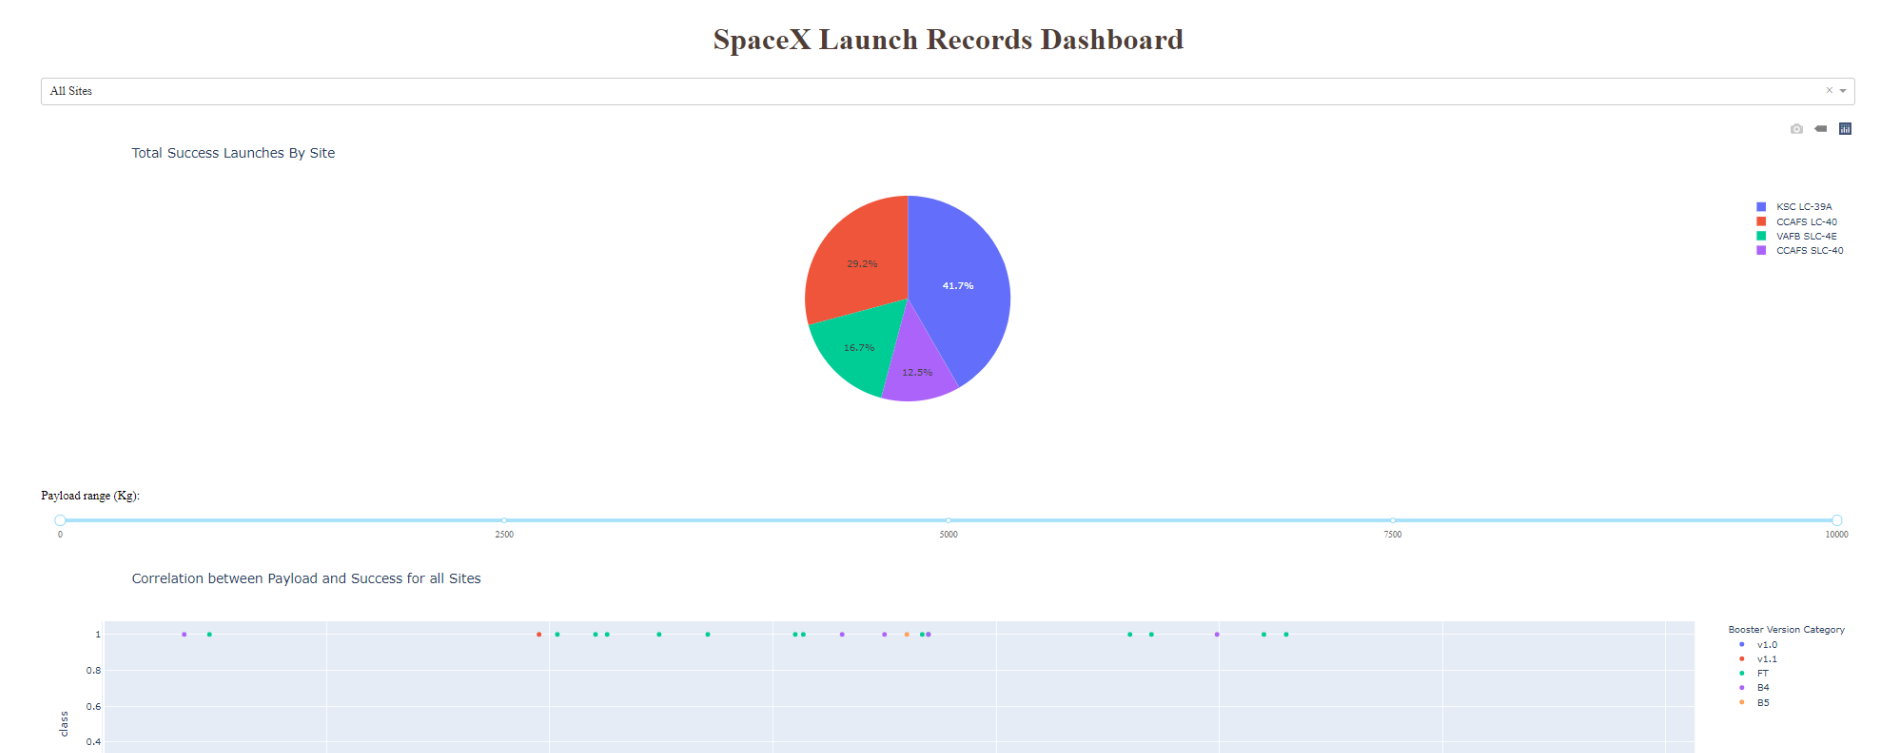 SpaceX Launch Records Dashboard
All Sites
Total Success Launches By Site
KSC LC-39A
CCAFS LC-40
VAFB SLC-4E
CCAFS SLC-40
29.2%
41.7%
16.7%
12.5%
Payload range (Kg):
0 2500 5000 7500 10000
Correlation between Payload and Success for all Sites
Booster Version Category
v1.0
v1.1
FT
B4
B5
1
0.8
0.6
0.4
class